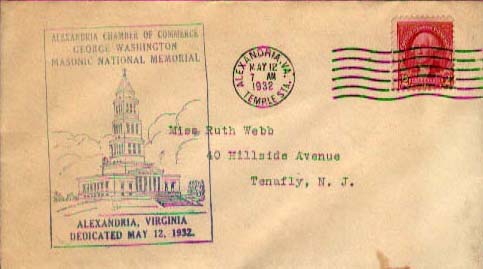 ALEXANDRIA CHAMBER OF COMMERCE
GEORGE WASHINGTON
MASONIC NATIONAL MEMORIAL
ALEXANDRIA, VIRGINIA
DEDICATED MAY 12, 1932.
ALEXANDRIA, VA.
MAY 12
7 AM
1932
TEMPLE STA.
Miss Ruth Webb
40 Hillside Avenue
Tenafly, N. J.